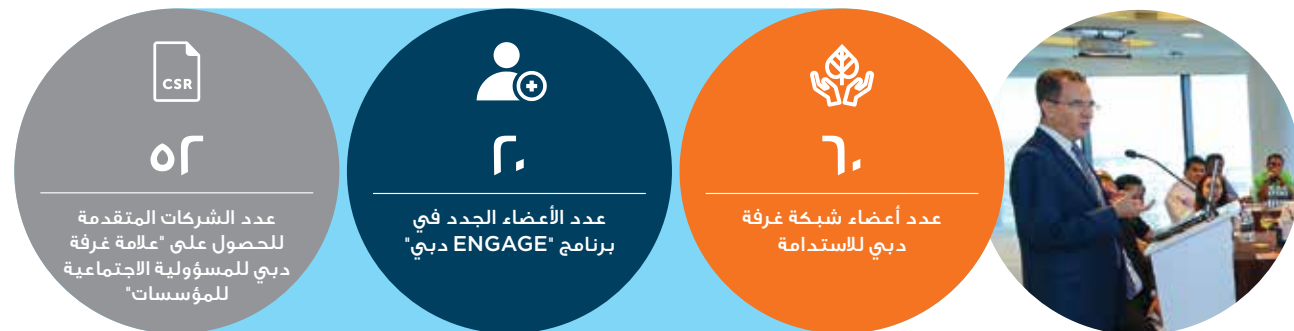 ٦٠
عدد أعضاء شبكة غرفة
دبي للاستدامة
٢٠
عدد الأعضاء الجدد في
برنامج "ENGAGE دبي"
CSR
٥٢
عدد الشركات المتقدمة
للحصول على "علامة غرفة
دبي للمسؤولية الاجتماعية
للمؤسسات"